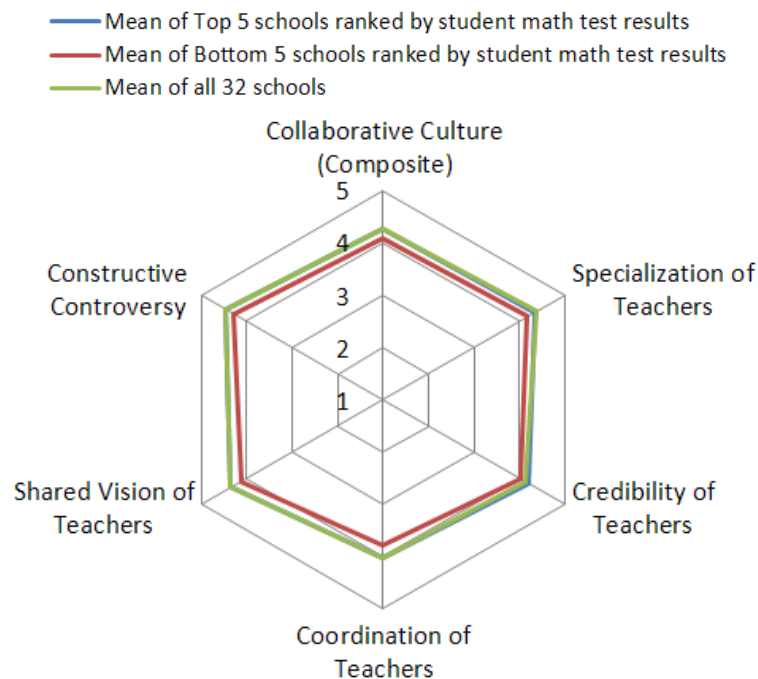 Mean of Top 5 schools ranked by student math test results
Mean of Bottom 5 schools ranked by student math test results
Mean of all 32 schools
Collaborative Culture
(Composite)
5
4
3
2
1
Specialization of
Teachers
Credibility of
Teachers
Coordination of
Teachers
Shared Vision of
Teachers
Constructive
Controversy